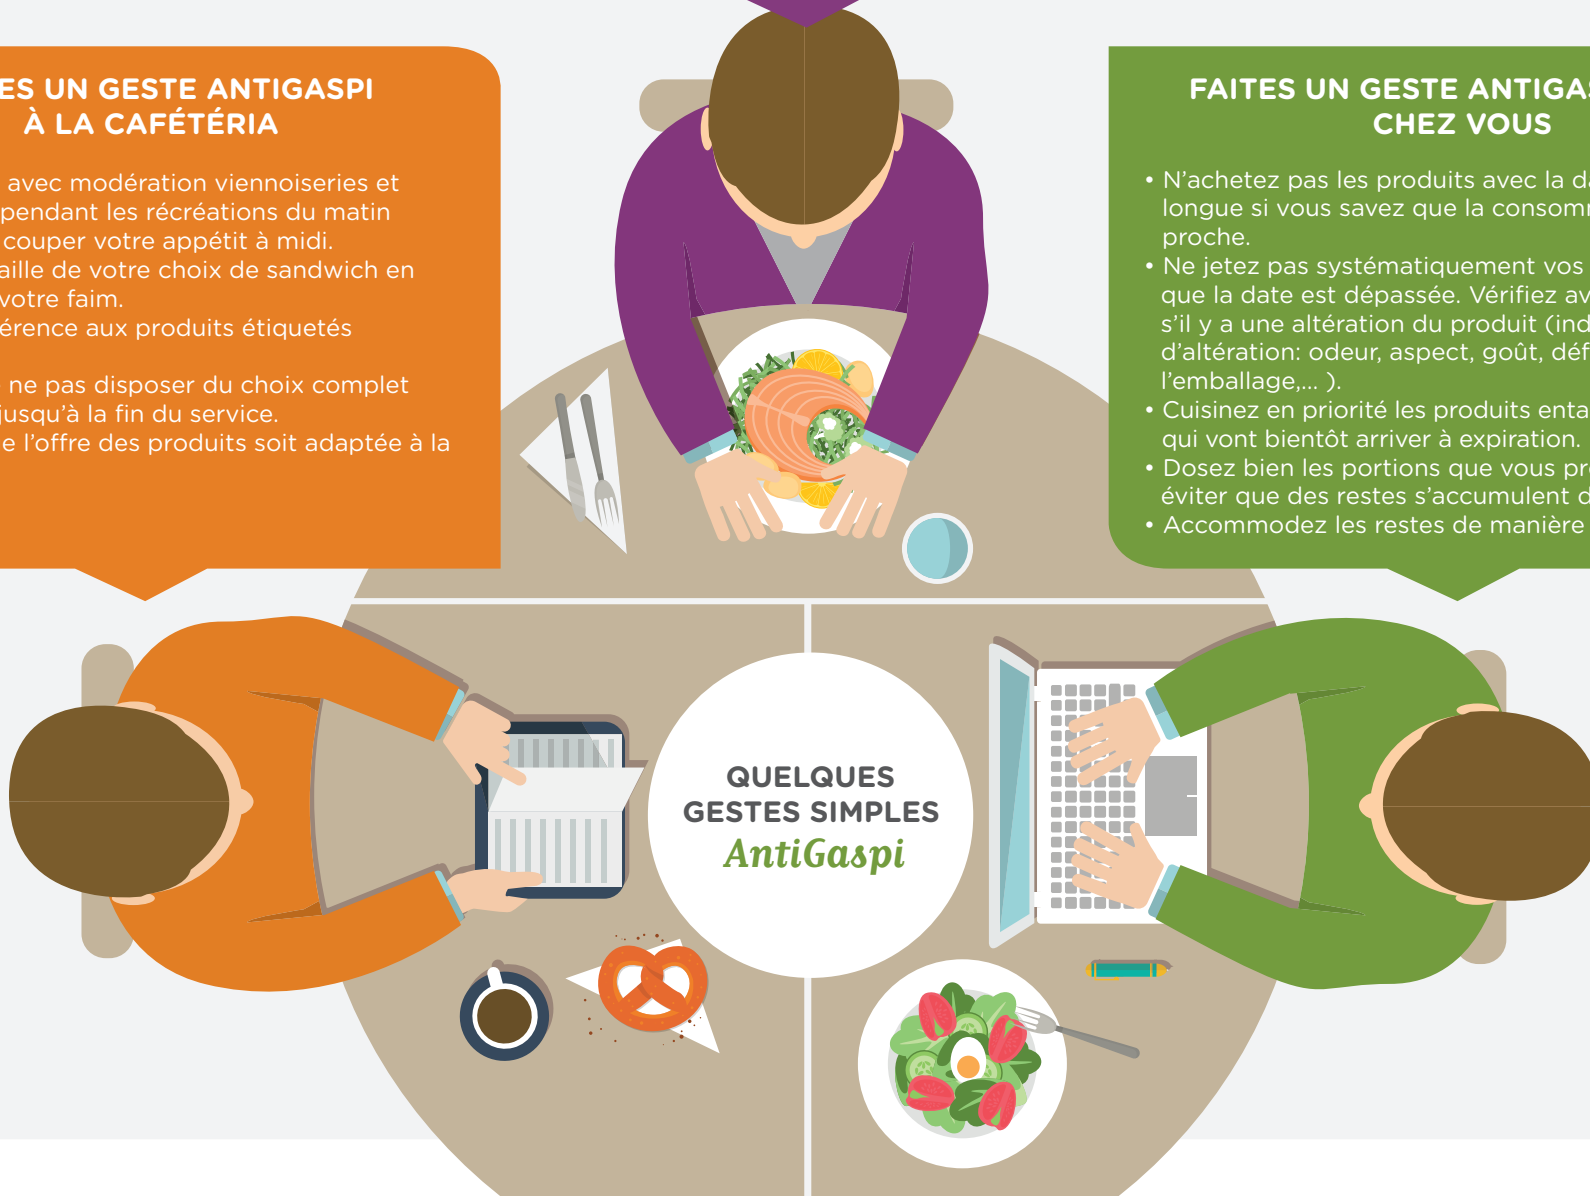 ES UN GESTE ANTIGASPI
À LA CAFÉTÉRIA
avec modération viennoiseries et
pendant les récréations du matin
couper votre appétit à midi.
aille de votre choix de sandwich en
votre faim.
érence aux produits étiquetés
ne pas disposer du choix complet
jusqu’à la fin du service.
e l’offre des produits soit adaptée à la
FAITES UN GESTE ANTIGAS
CHEZ VOUS
• N’achetez pas les produits avec la da
longue si vous savez que la consomm
proche.
• Ne jetez pas systématiquement vos
que la date est dépassée. Vérifiez av
s’il y a une altération du produit (ind
d’altération: odeur, aspect, goût, déf
l’emballage,... ).
• Cuisinez en priorité les produits enta
qui vont bientôt arriver à expiration.
• Dosez bien les portions que vous pr
éviter que des restes s’accumulent d
• Accommodez les restes de manière
QUELQUES
GESTES SIMPLES
AntiGaspi